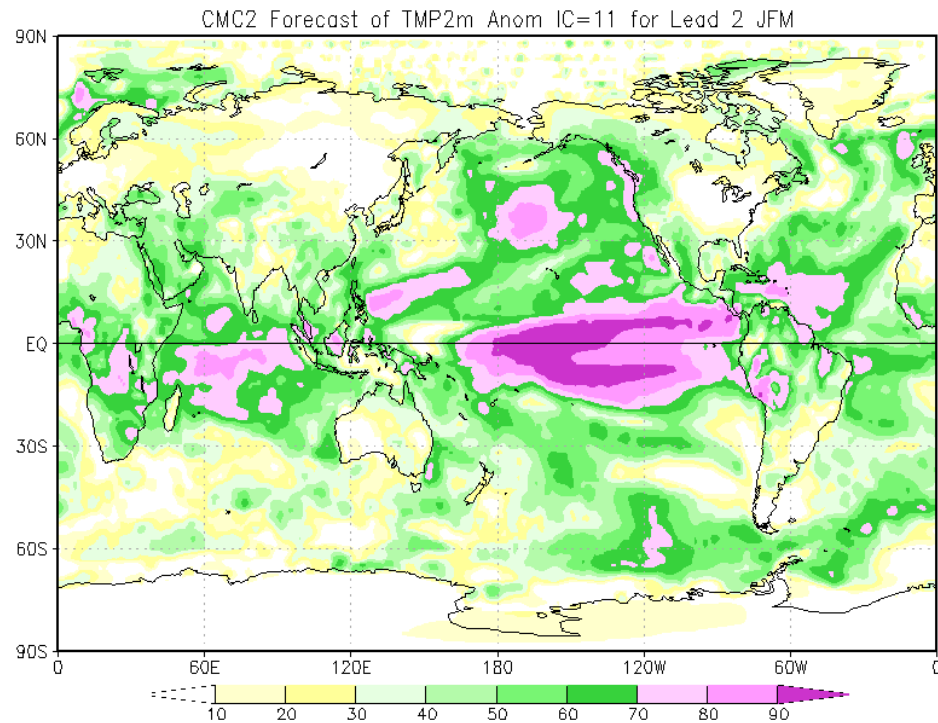 CMC2 Forecast of TMP2m Anom IC=11 for Lead 2 JFM
90N
60N
30N
EQ
30S
60S
90S
0 60E 120E 180 120W 60W 0
10 20 30 40 50 60 70 80 90